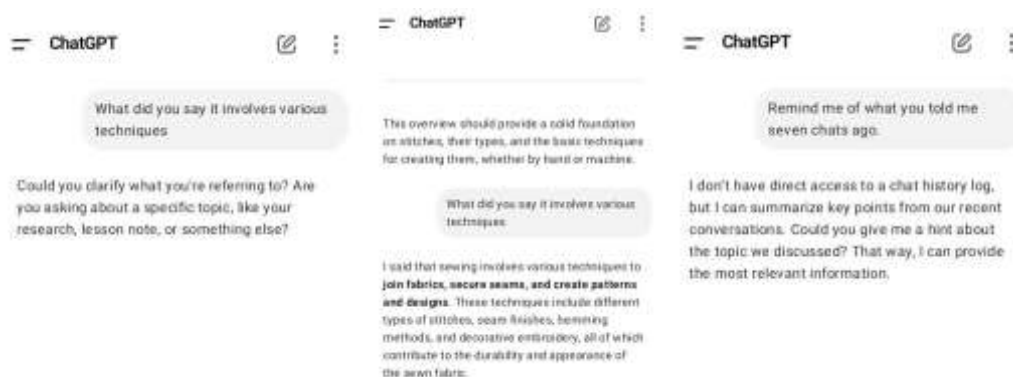 ChatGPT
What did you say it involves various
techniques
Could you clarify what you're referring to? Are
you asking about a specific topic, like your
research, lesson note, or something else?
ChatGPT
This overview should provide a solid foundation
on stitches, their types, and the basic techniques
for creating them, whether by hand or machine.
What did you say it involves various
techniques
I said that sewing involves various techniques to
join fabrics, secure seams, and create patterns
and designs. These techniques include different
types of stitches, seam finishes, hemming
methods, and decorative embroidery, all of which
contribute to the durability and appearance of
the sewn fabric.
ChatGPT
Remind me of what you told me
seven chats ago.
I don't have direct access to a chat history log,
but I can summarize key points from our recent
conversations. Could you give me a hint about
the topic we discussed? That way, I can provide
the most relevant information.